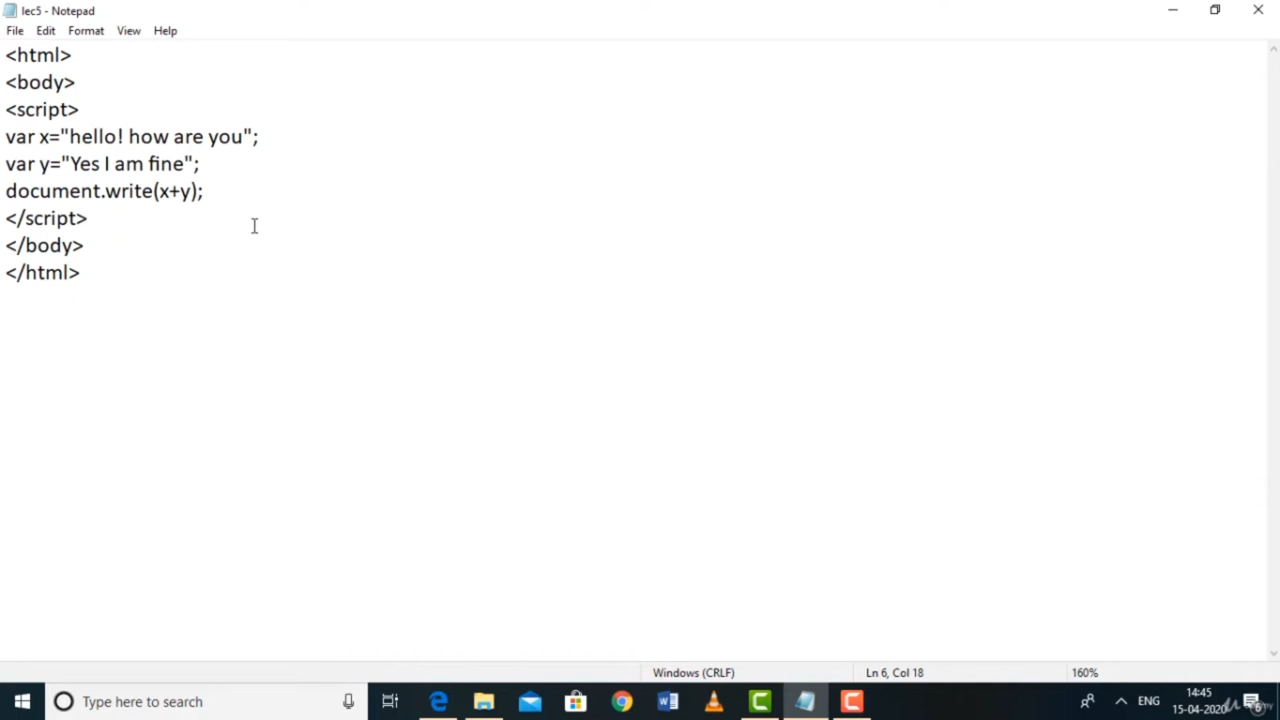 lec5 - Notepad
File Edit Format View Help
<html>
<body>
<script>
var x="hello! how are you";
var y="Yes I am fine";
document.write(x+y);
</script>
</body>
</html>
Windows (CRLF) Ln 6, Col 18 160%
Type here to search
ENG
14:45
15-04-2020